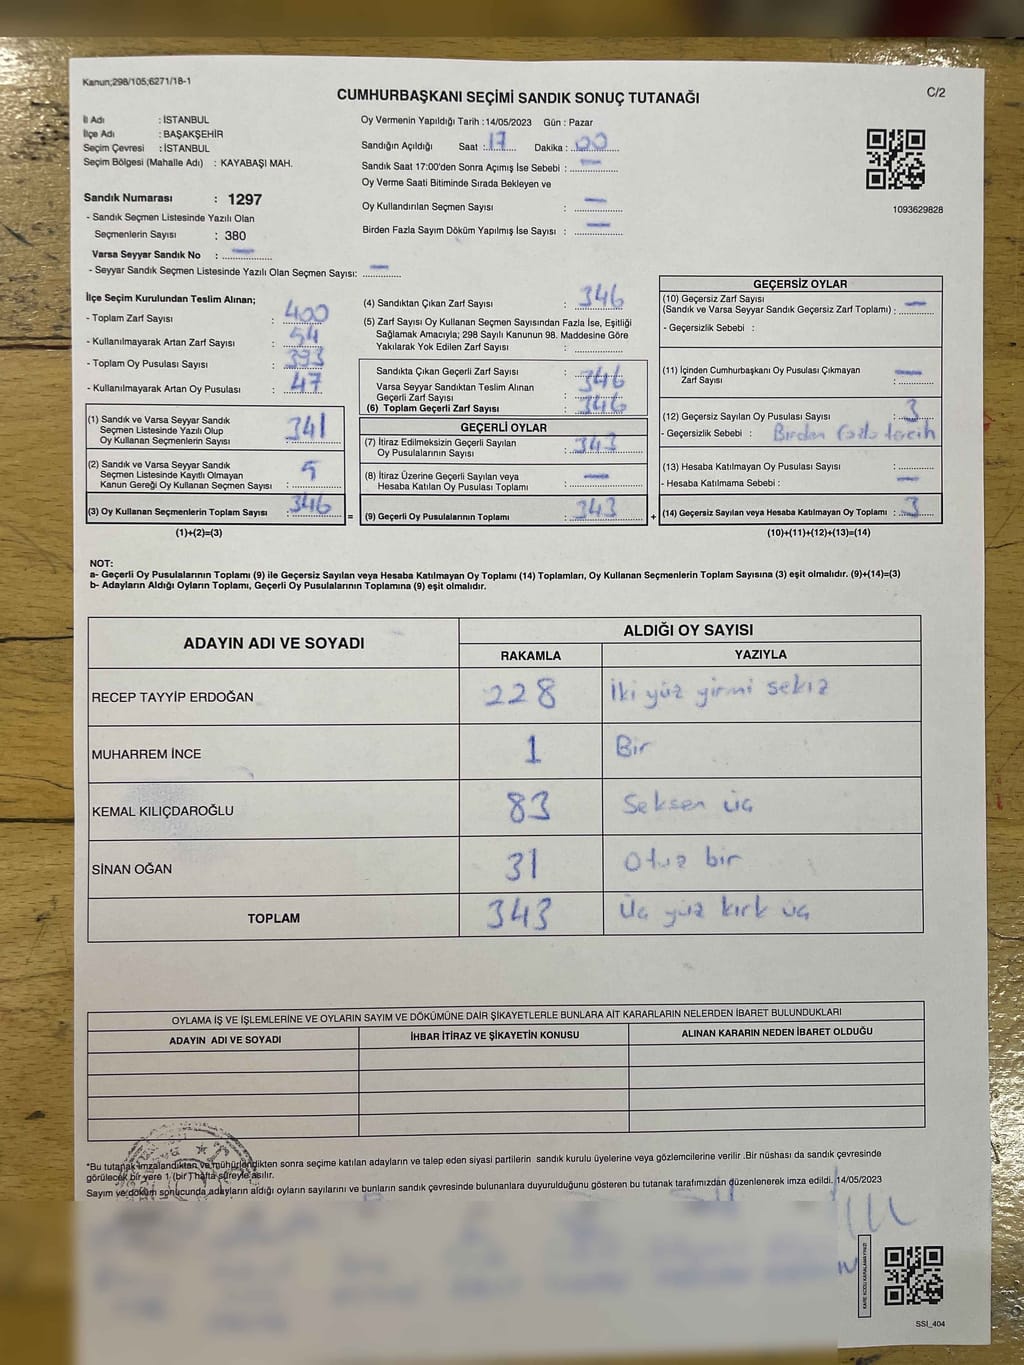 Kanun;298/105;6271/18-1
CUMHURBAŞKANI SEÇİMİ SANDIK SONUÇ TUTANAĞI
C/2
İl Adı : İSTANBUL
İlçe Adı : BAŞAKŞEHİR
Seçim Çevresi : İSTANBUL
Seçim Bölgesi (Mahalle Adı) : KAYABAŞI MAH.
Sandık Numarası : 1297
- Sandık Seçmen Listesinde Yazılı Olan
Seçmenlerin Sayısı : 380
Varsa Seyyar Sandık No : —
- Seyyar Sandık Seçmen Listesinde Yazılı Olan Seçmen Sayısı: —
Oy Vermenin Yapıldığı Tarih :14/05/2023 Gün : Pazar
Sandığın Açıldığı Saat : 17 Dakika : 00
Sandık Saat 17:00'den Sonra Açımış İse Sebebi : —
Oy Verme Saati Bitiminde Sırada Bekleyen ve
Oy Kullandırılan Seçmen Sayısı : —
Birden Fazla Sayım Döküm Yapılmış İse Sayısı : —
1093629828
İlçe Seçim Kurulundan Teslim Alınan;
- Toplam Zarf Sayısı : 400
- Kullanılmayarak Artan Zarf Sayısı : 54
- Toplam Oy Pusulası Sayısı : 393
- Kullanılmayarak Artan Oy Pusulası : 47
(1) Sandık ve Varsa Seyyar Sandık
Seçmen Listesinde Yazılı Olup
Oy Kullanan Seçmenlerin Sayısı : 341
(2) Sandık ve Varsa Seyyar Sandık
Seçmen Listesinde Kayıtlı Olmayan
Kanun Gereği Oy Kullanan Seçmen Sayısı : 5
(3) Oy Kullanan Seçmenlerin Toplam Sayısı : 346
(1)+(2)=(3)
(4) Sandıktan Çıkan Zarf Sayısı : 346
(5) Zarf Sayısı Oy Kullanan Seçmen Sayısından Fazla İse, Eşitliği
Sağlamak Amacıyla; 298 Sayılı Kanunun 98. Maddesine Göre
Yakılarak Yok Edilen Zarf Sayısı :
Sandıkta Çıkan Geçerli Zarf Sayısı : 346
Varsa Seyyar Sandıktan Teslim Alınan
Geçerli Zarf Sayısı :
(6) Toplam Geçerli Zarf Sayısı : 346
GEÇERLİ OYLAR
(7) İtiraz Edilmeksizin Geçerli Sayılan
Oy Pusulalarının Sayısı : 343
(8) İtiraz Üzerine Geçerli Sayılan veya
Hesaba Katılan Oy Pusulası Toplamı : —
= (9) Geçerli Oy Pusulalarının Toplamı : 343 +
GEÇERSİZ OYLAR
(10) Geçersiz Zarf Sayısı
(Sandık ve Varsa Seyyar Sandık Geçersiz Zarf Toplamı) : —
- Geçersizlik Sebebi :
(11) İçinden Cumhurbaşkanı Oy Pusulası Çıkmayan
Zarf Sayısı : —
(12) Geçersiz Sayılan Oy Pusulası Sayısı : 3
- Geçersizlik Sebebi : Birden fazla tercih
(13) Hesaba Katılmayan Oy Pusulası Sayısı :
- Hesaba Katılmama Sebebi : —
(14) Geçersiz Sayılan veya Hesaba Katılmayan Oy Toplamı : 3
(10)+(11)+(12)+(13)=(14)
NOT:
a- Geçerli Oy Pusulalarının Toplamı (9) ile Geçersiz Sayılan veya Hesaba Katılmayan Oy Toplamı (14) Toplamları, Oy Kullanan Seçmenlerin Toplam Sayısına (3) eşit olmalıdır. (9)+(14)=(3)
b- Adayların Aldığı Oyların Toplamı, Geçerli Oy Pusulalarının Toplamına (9) eşit olmalıdır.
ADAYIN ADI VE SOYADI ALDIĞI OY SAYISI
RAKAMLA YAZIYLA
RECEP TAYYİP ERDOĞAN 228 İki yüz yirmi sekiz
MUHARREM İNCE 1 Bir
KEMAL KILIÇDAROĞLU 83 Seksen üç
SİNAN OĞAN 31 Otuz bir
TOPLAM 343 Üç yüz kırk üç
OYLAMA İŞ VE İŞLEMLERİNE VE OYLARIN SAYIM VE DÖKÜMÜNE DAİR ŞİKAYETLERLE BUNLARA AİT KARARLARIN NELERDEN İBARET BULUNDUKLARI
ADAYIN ADI VE SOYADI İHBAR İTİRAZ VE ŞİKAYETİN KONUSU ALINAN KARARIN NEDEN İBARET OLDUĞU
*Bu tutanak imzalandıktan ve mühürlendikten sonra seçime katılan adayların ve talep eden siyasi partilerin sandık kurulu üyelerine veya gözlemcilerine verilir .Bir nüshası da sandık çevresinde
görülecek bir yere 1 (bir ) hafta süreyle asılır.
Sayım ve döküm sonucunda adayların aldığı oyların sayılarını ve bunların sandık çevresinde bulunanlara duyurulduğunu gösteren bu tutanak tarafımızdan düzenlenerek imza edildi. 14/05/2023
SSI_404